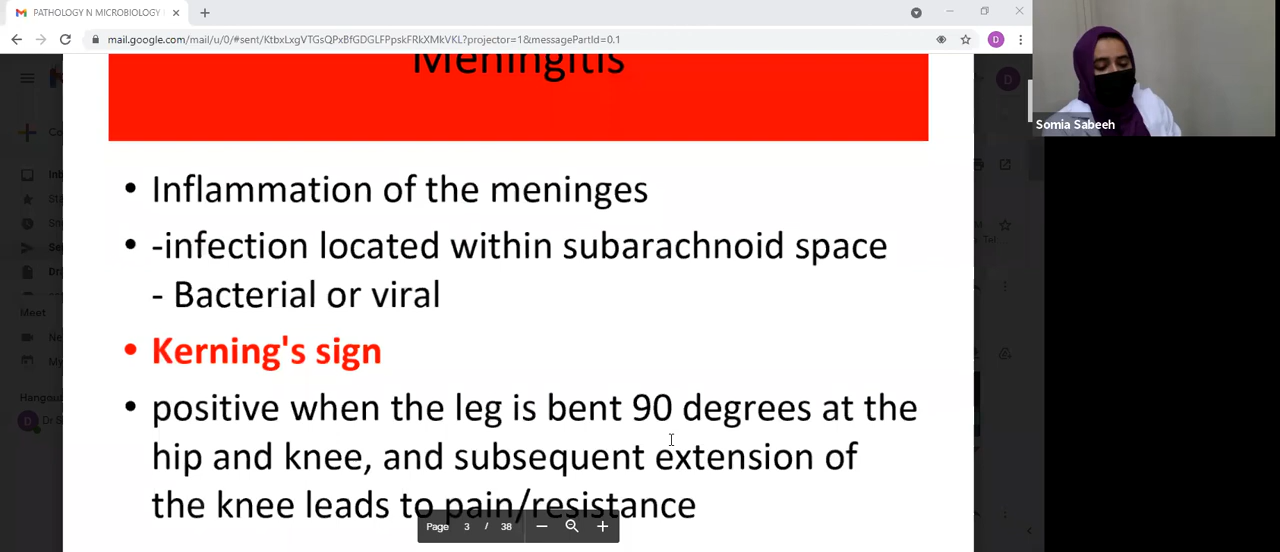 PATHOLOGY N MICROBIOLOGY
mail.google.com/mail/u/0/#sent/KtbxLxgVTGsQPxBfGDGLFPpskFRkXMkVKL?projector=1&messagePartId=0.1
D
Somia Sabeeh
Meningitis
• Inflammation of the meninges
• -infection located within subarachnoid space
- Bacterial or viral
• Kerning's sign
• positive when the leg is bent 90 degrees at the
hip and knee, and subsequent extension of
the knee leads to pain/resistance
Page 3 / 38
Meet
Hangout
D